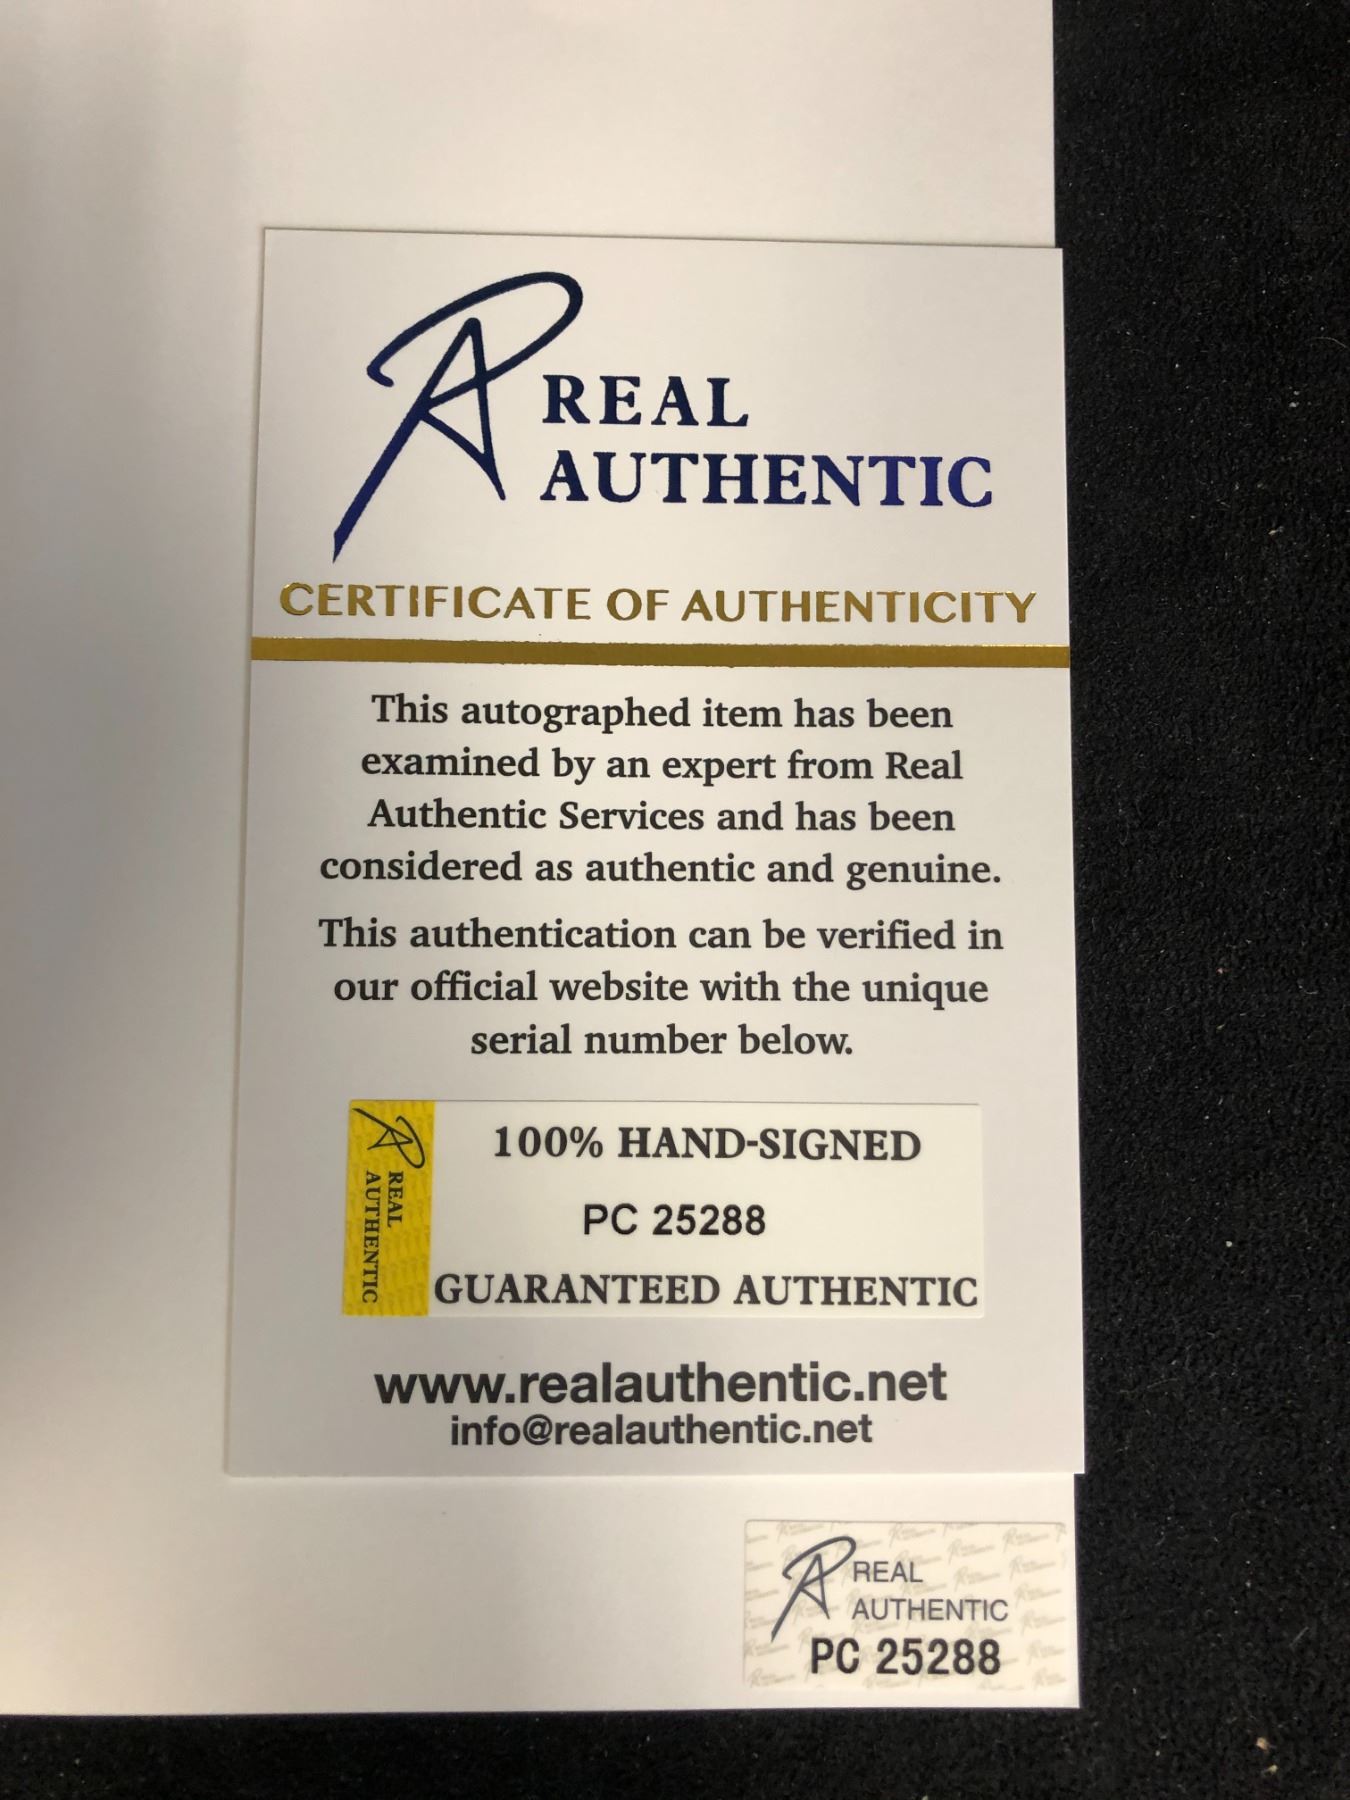 REAL
AUTHENTIC
CERTIFICATE OF AUTHENTICITY
This autographed item has been
examined by an expert from Real
Authentic Services and has been
considered as authentic and genuine.
This authentication can be verified in
our official website with the unique
serial number below.
REAL
AUTHENTIC
100% HAND-SIGNED
PC 25288
GUARANTEED AUTHENTIC
www.realauthentic.net
info@realauthentic.net
REAL
AUTHENTIC
PC 25288